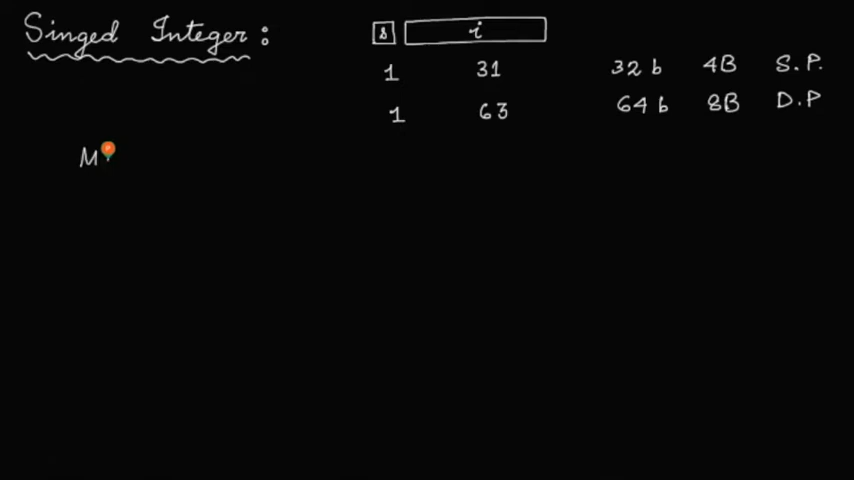 Singed Integer:
s i
1 31 32 b 4B S.P.
1 63 64 b 8B D.P
M